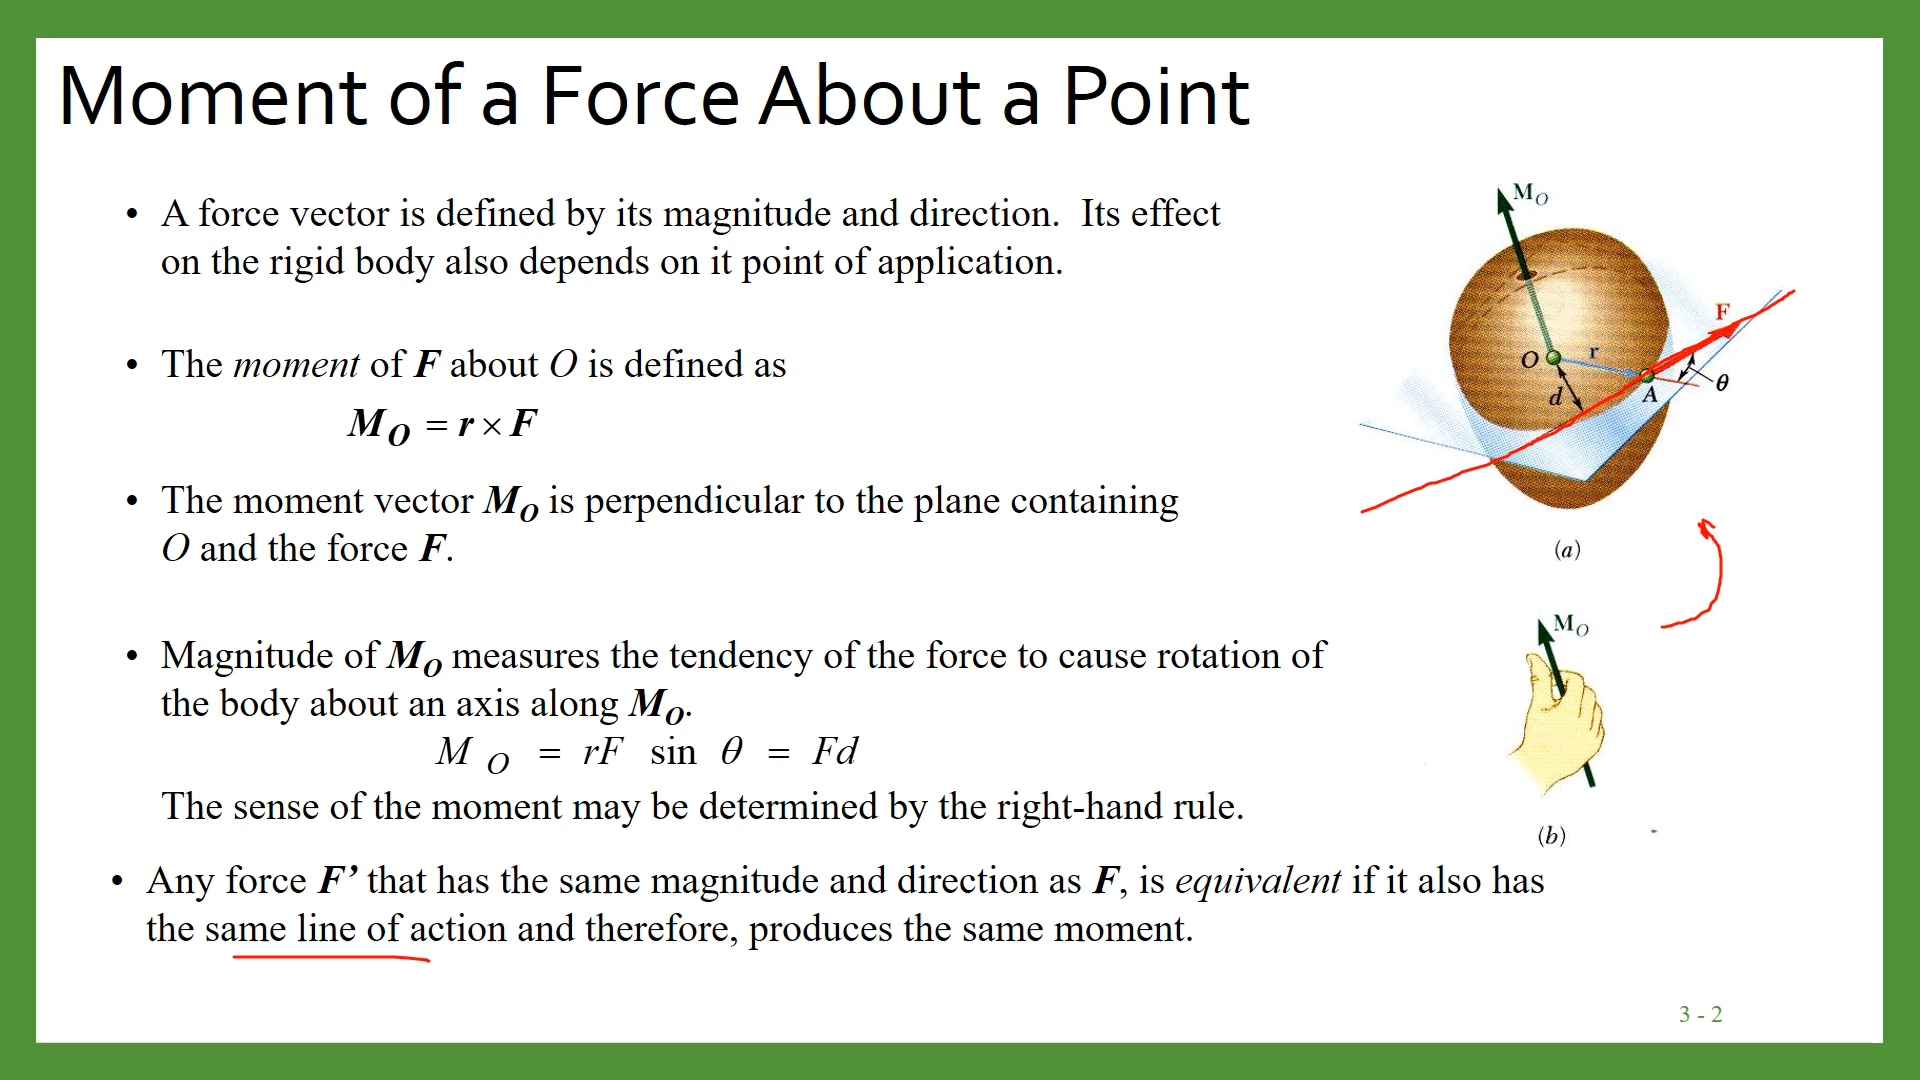 Moment of a Force About a Point
• A force vector is defined by its magnitude and direction.  Its effect
on the rigid body also depends on it point of application.
• The moment of F about O is defined as
M_O = r × F
• The moment vector M_O is perpendicular to the plane containing
O and the force F.
• Magnitude of M_O measures the tendency of the force to cause rotation of
the body about an axis along M_O.
M_O = rF sin θ = Fd
The sense of the moment may be determined by the right-hand rule.
• Any force F’ that has the same magnitude and direction as F, is equivalent if it also has
the same line of action and therefore, produces the same moment.
M_O
F
O
r
d
A
θ
(a)
M_O
(b)
3 - 2